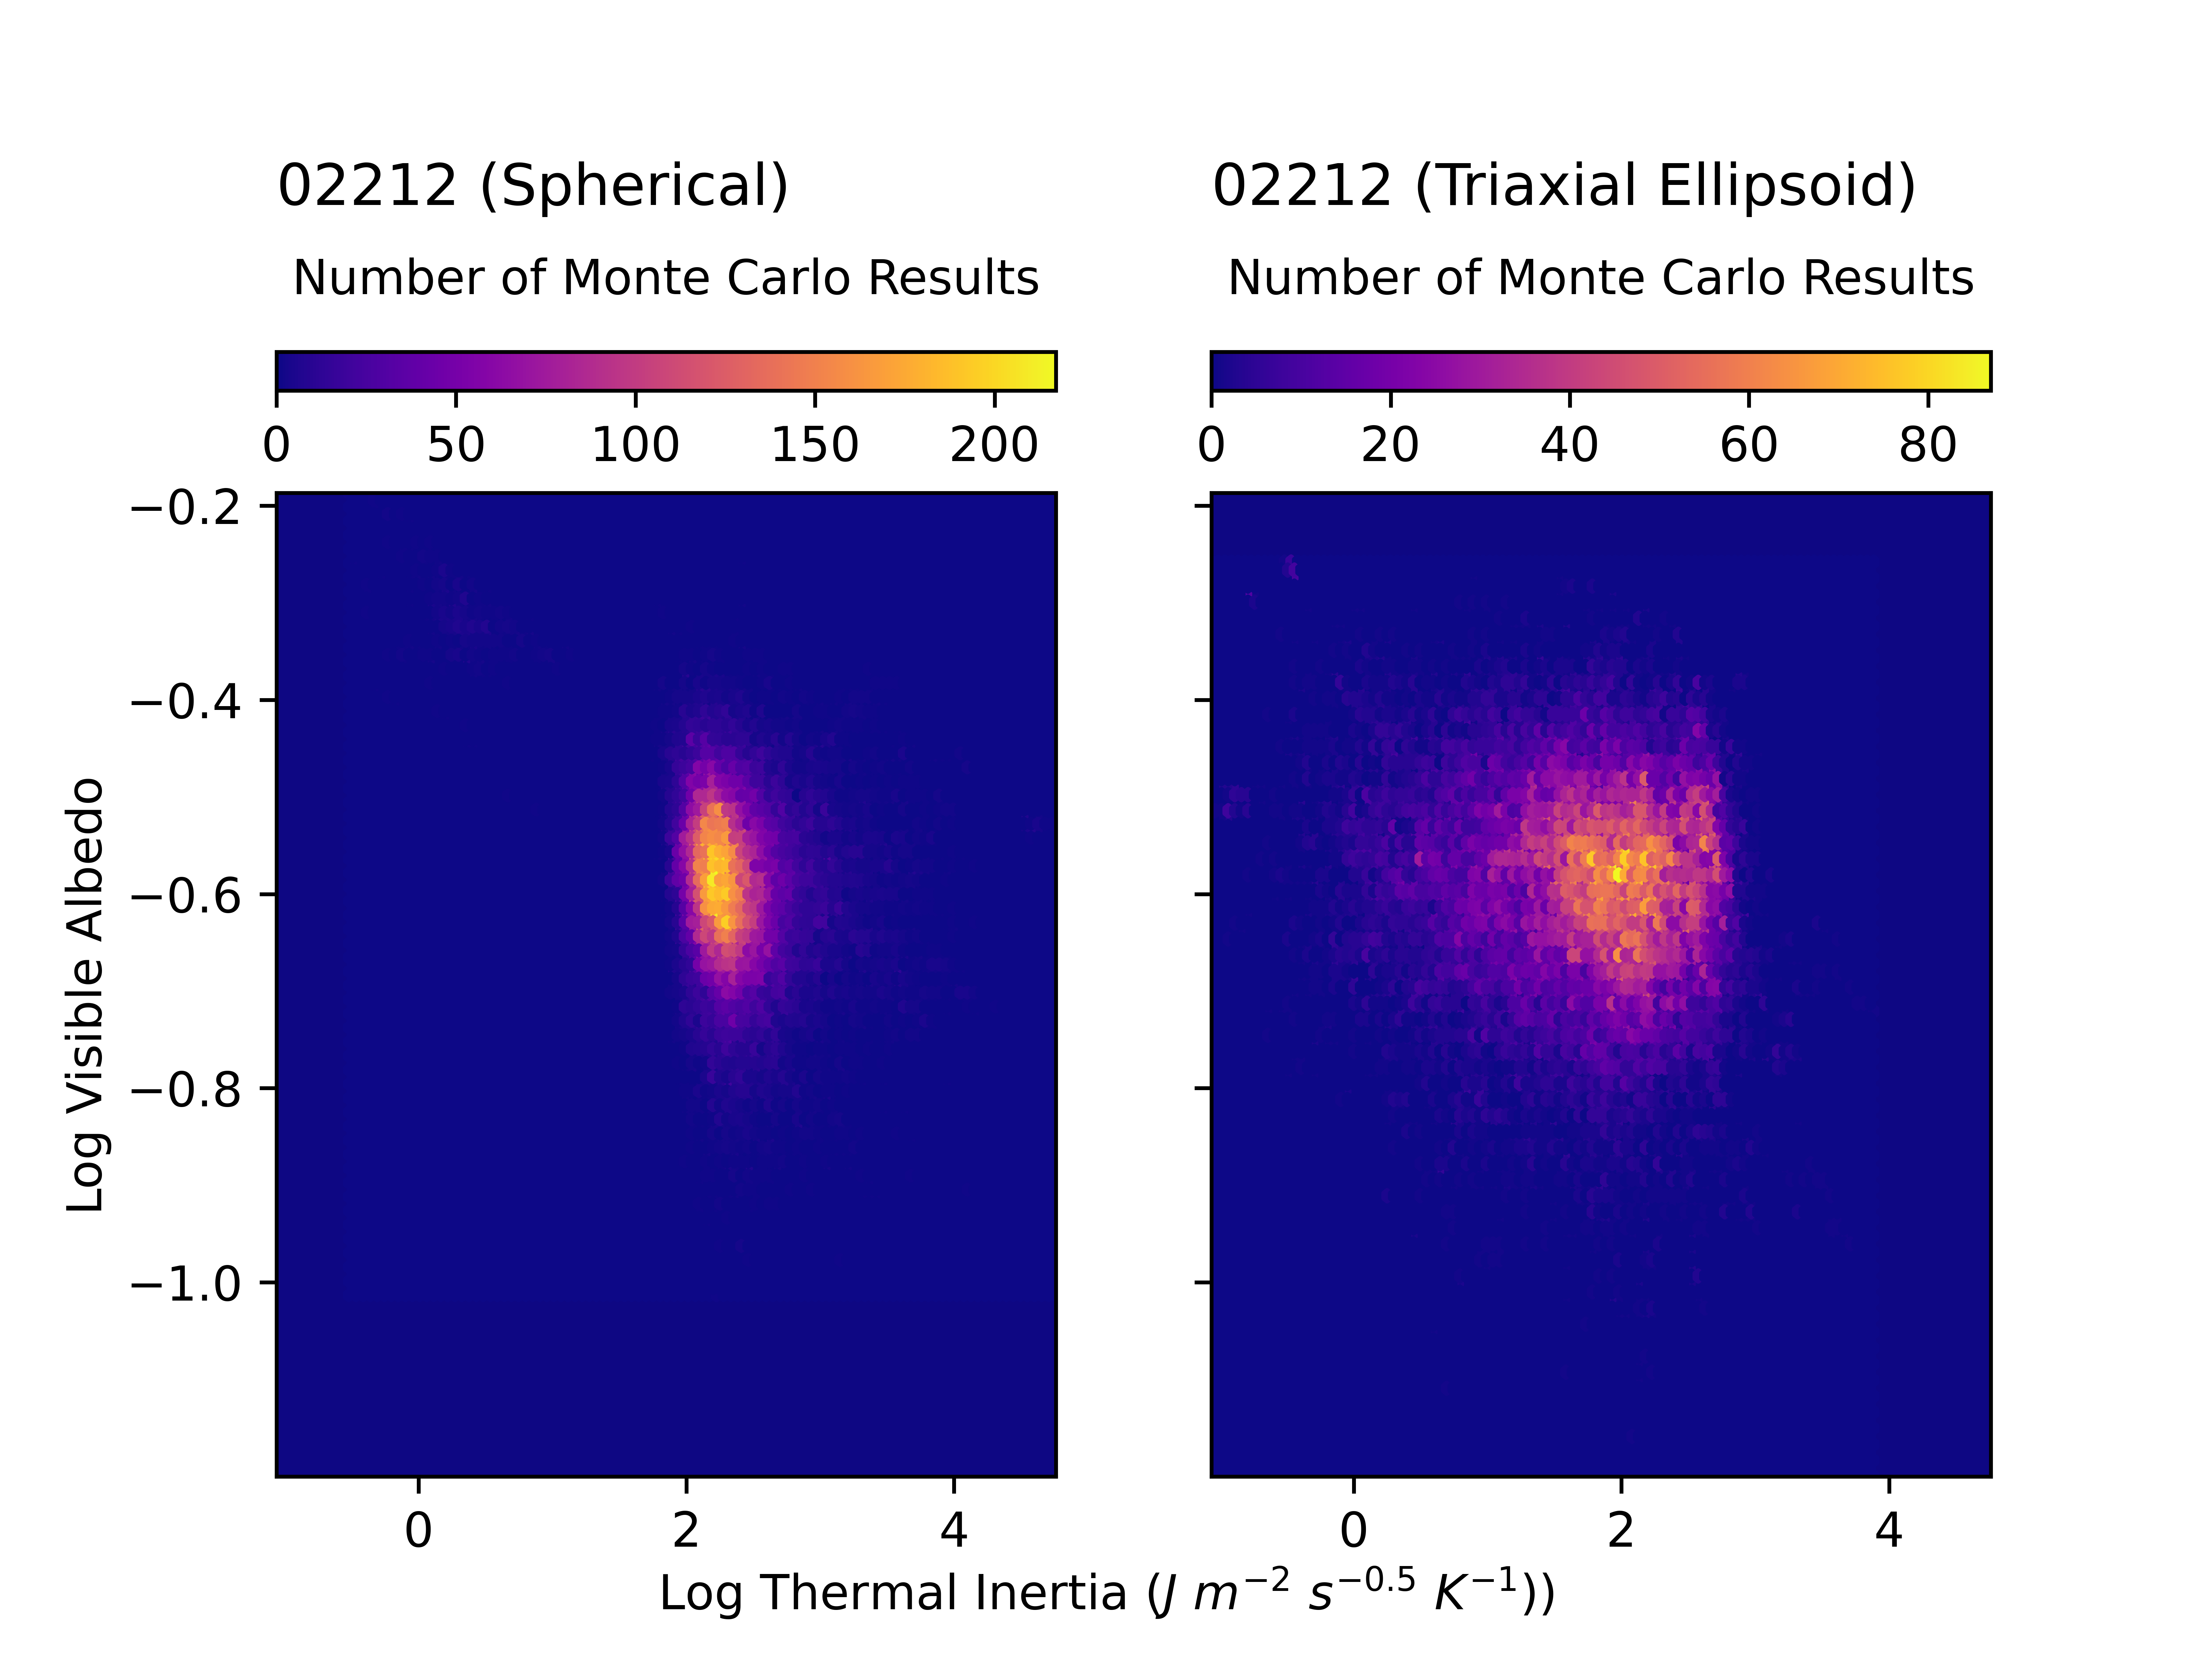 02212 (Spherical)
Number of Monte Carlo Results
0 50 100 150 200
02212 (Triaxial Ellipsoid)
Number of Monte Carlo Results
0 20 40 60 80
Log Visible Albedo
−0.2
−0.4
−0.6
−0.8
−1.0
0 2 4
0 2 4
Log Thermal Inertia (J m⁻² s⁻⁰·⁵ K⁻¹))